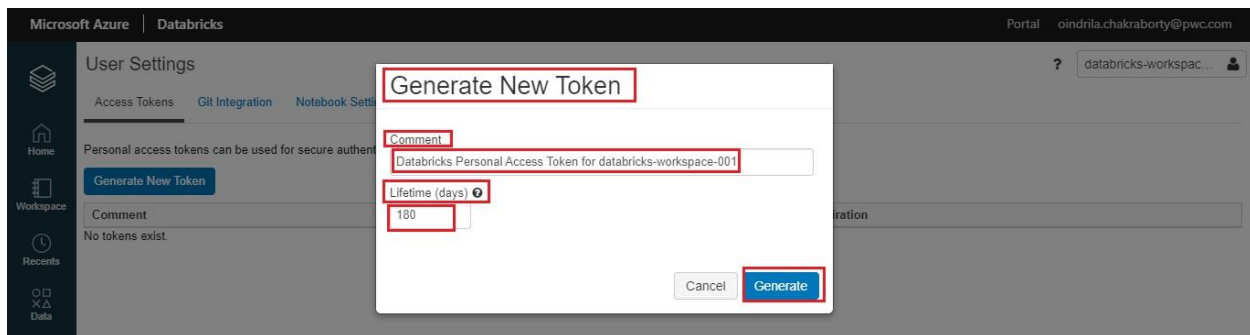 Microsoft Azure | Databricks Portal oindrila.chakraborty@pwc.com
User Settings ? databricks-workspac...
Access Tokens Git Integration Notebook Setti
Home
Personal access tokens can be used for secure authent
Generate New Token
Workspace
Comment iration
No tokens exist.
Recents
Data
Generate New Token
Comment
Databricks Personal Access Token for databricks-workspace-001
Lifetime (days) ?
180
Cancel Generate